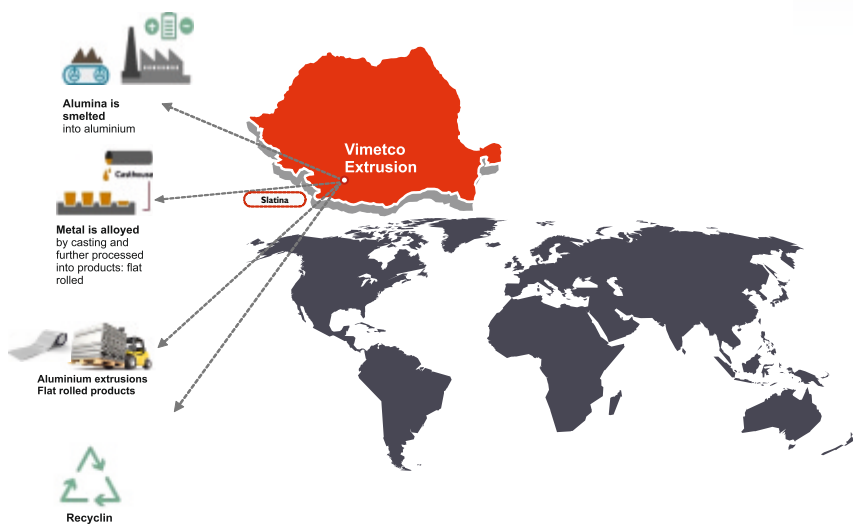 Alumina is
smelted
into aluminium
Vimetco
Extrusion
Casthouse
Slatina
Metal is alloyed
by casting and
further processed
into products: flat
rolled
Aluminium extrusions
Flat rolled products
Recyclin